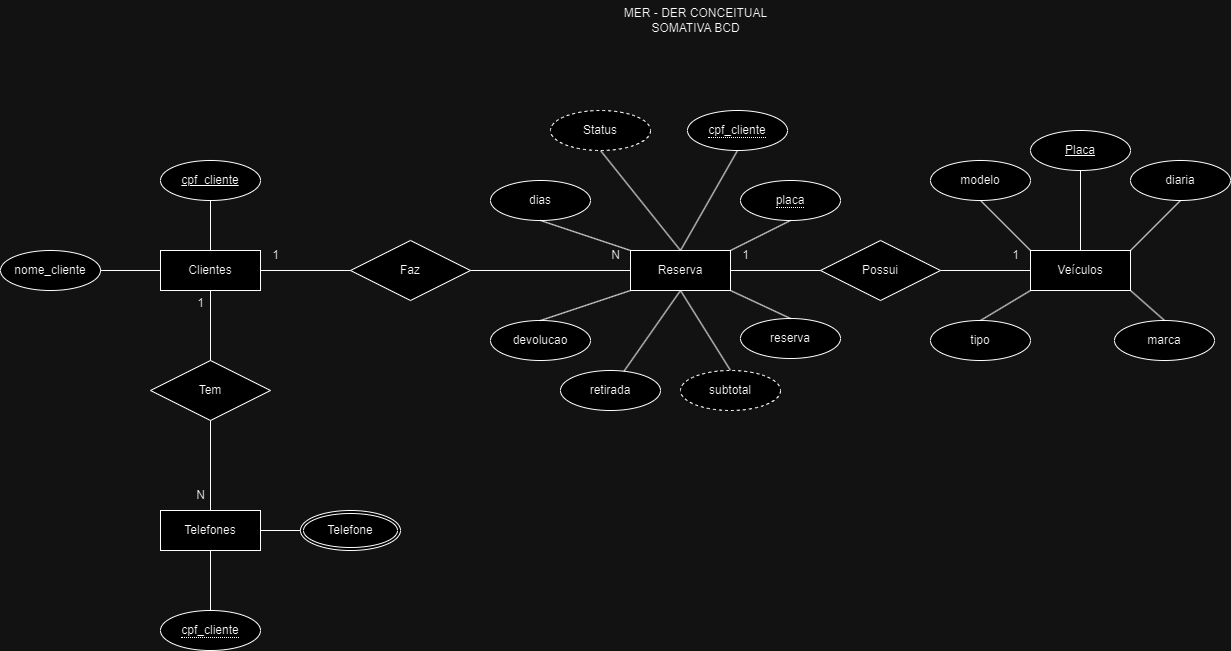 MER - DER CONCEITUAL
SOMATIVA BCD
Status
cpf_cliente
Placa
cpf_cliente
modelo
diaria
dias
placa
1
N
1
1
nome_cliente
Clientes
Faz
Reserva
Possui
Veículos
1
devolucao
reserva
tipo
marca
Tem
retirada
subtotal
N
Telefones
Telefone
cpf_cliente